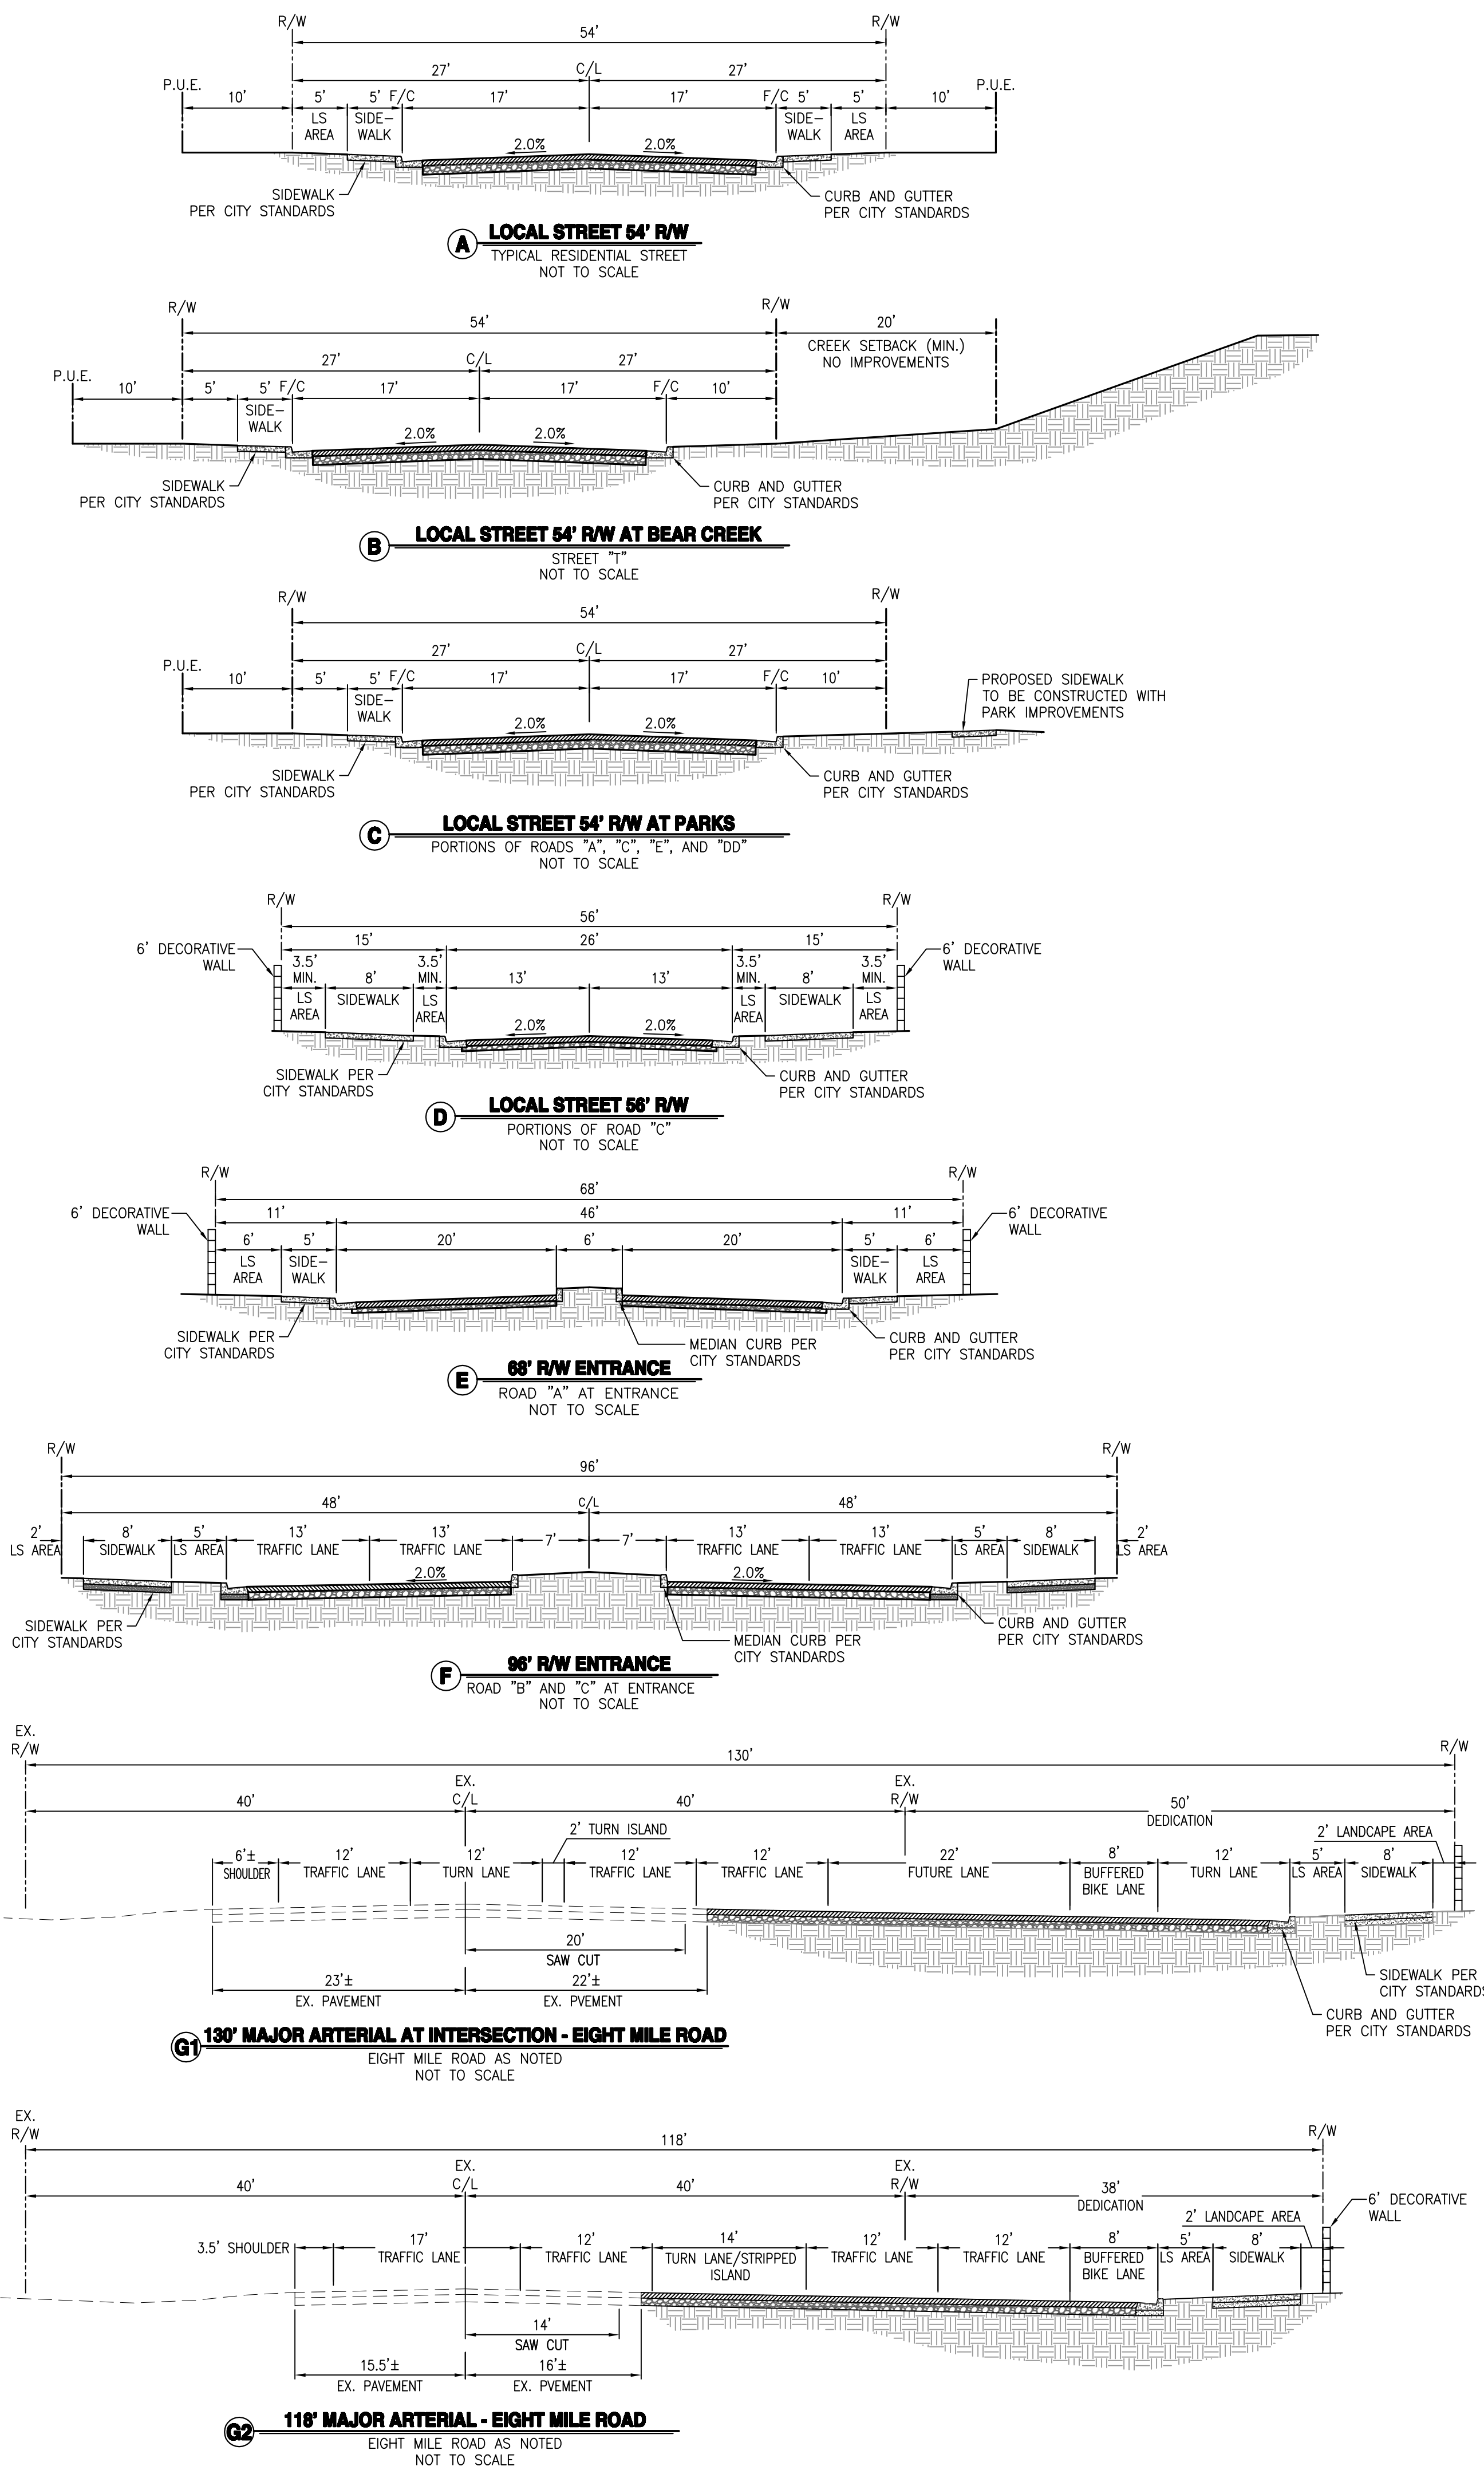 R/W R/W
54'
27' C/L 27'
P.U.E. P.U.E.
10' 5' 5' F/C 17' 17' F/C 5' 5' 10'
LS SIDE- SIDE- LS
AREA WALK WALK AREA
2.0% 2.0%
SIDEWALK CURB AND GUTTER
PER CITY STANDARDS PER CITY STANDARDS
A LOCAL STREET 54' R/W
TYPICAL RESIDENTIAL STREET
NOT TO SCALE
R/W R/W
54' 20'
CREEK SETBACK (MIN.)
NO IMPROVEMENTS
27' C/L 27'
P.U.E.
10' 5' 5' F/C 17' 17' F/C 10'
SIDE-
WALK
2.0% 2.0%
SIDEWALK CURB AND GUTTER
PER CITY STANDARDS PER CITY STANDARDS
B LOCAL STREET 54' R/W AT BEAR CREEK
STREET "T"
NOT TO SCALE
R/W R/W
54'
27' C/L 27'
P.U.E.
10' 5' 5' F/C 17' 17' F/C 10'
SIDE-
WALK
PROPOSED SIDEWALK
TO BE CONSTRUCTED WITH
PARK IMPROVEMENTS
2.0% 2.0%
SIDEWALK CURB AND GUTTER
PER CITY STANDARDS PER CITY STANDARDS
C LOCAL STREET 54' R/W AT PARKS
PORTIONS OF ROADS "A", "C", "E", AND "DD"
NOT TO SCALE
R/W R/W
56'
6' DECORATIVE 15' 26' 15' 6' DECORATIVE
WALL WALL
3.5' 3.5' 3.5' 3.5'
MIN. 8' MIN. 13' 13' MIN. 8' MIN.
LS SIDEWALK LS LS SIDEWALK LS
AREA AREA AREA AREA
2.0% 2.0%
SIDEWALK PER CURB AND GUTTER
CITY STANDARDS PER CITY STANDARDS
D LOCAL STREET 56' R/W
PORTIONS OF ROAD "C"
NOT TO SCALE
R/W R/W
68'
6' DECORATIVE 11' 46' 11' 6' DECORATIVE
WALL WALL
6' 5' 20' 6' 20' 5' 6'
LS SIDE- SIDE- LS
AREA WALK WALK AREA
SIDEWALK PER MEDIAN CURB PER CURB AND GUTTER
CITY STANDARDS CITY STANDARDS PER CITY STANDARDS
E 68' R/W ENTRANCE
ROAD "A" AT ENTRANCE
NOT TO SCALE
R/W R/W
96'
48' C/L 48'
2' 8' 5' 13' 13' 7' 7' 13' 13' 5' 8' 2'
LS AREA SIDEWALK LS AREA TRAFFIC LANE TRAFFIC LANE TRAFFIC LANE TRAFFIC LANE LS AREA SIDEWALK LS AREA
2.0% 2.0%
SIDEWALK PER MEDIAN CURB PER CURB AND GUTTER
CITY STANDARDS CITY STANDARDS PER CITY STANDARDS
F 96' R/W ENTRANCE
ROAD "B" AND "C" AT ENTRANCE
NOT TO SCALE
EX.
R/W R/W
130'
EX. EX.
40' C/L 40' R/W 50'
DEDICATION
2' TURN ISLAND 2' LANDSCAPE AREA
6'± 12' 12' 12' 12' 22' 8' 12' 5' 8'
SHOULDER TRAFFIC LANE TURN LANE TRAFFIC LANE TRAFFIC LANE FUTURE LANE BUFFERED TURN LANE LS AREA SIDEWALK
BIKE LANE
20'
SAW CUT
23'± 22'±
EX. PAVEMENT EX. PVEMENT
SIDEWALK PER
CITY STANDARDS
CURB AND GUTTER
PER CITY STANDARDS
G1 130' MAJOR ARTERIAL AT INTERSECTION - EIGHT MILE ROAD
EIGHT MILE ROAD AS NOTED
NOT TO SCALE
EX.
R/W R/W
118'
EX. EX.
40' C/L 40' R/W 38'
DEDICATION
6' DECORATIVE
WALL
2' LANDSCAPE AREA
3.5' SHOULDER 17' 12' 14' 12' 12' 8' 5' 8'
TRAFFIC LANE TRAFFIC LANE TURN LANE/STRIPPED TRAFFIC LANE TRAFFIC LANE BUFFERED LS AREA SIDEWALK
ISLAND BIKE LANE
14'
SAW CUT
15.5'± 16'±
EX. PAVEMENT EX. PVEMENT
G2 118' MAJOR ARTERIAL - EIGHT MILE ROAD
EIGHT MILE ROAD AS NOTED
NOT TO SCALE